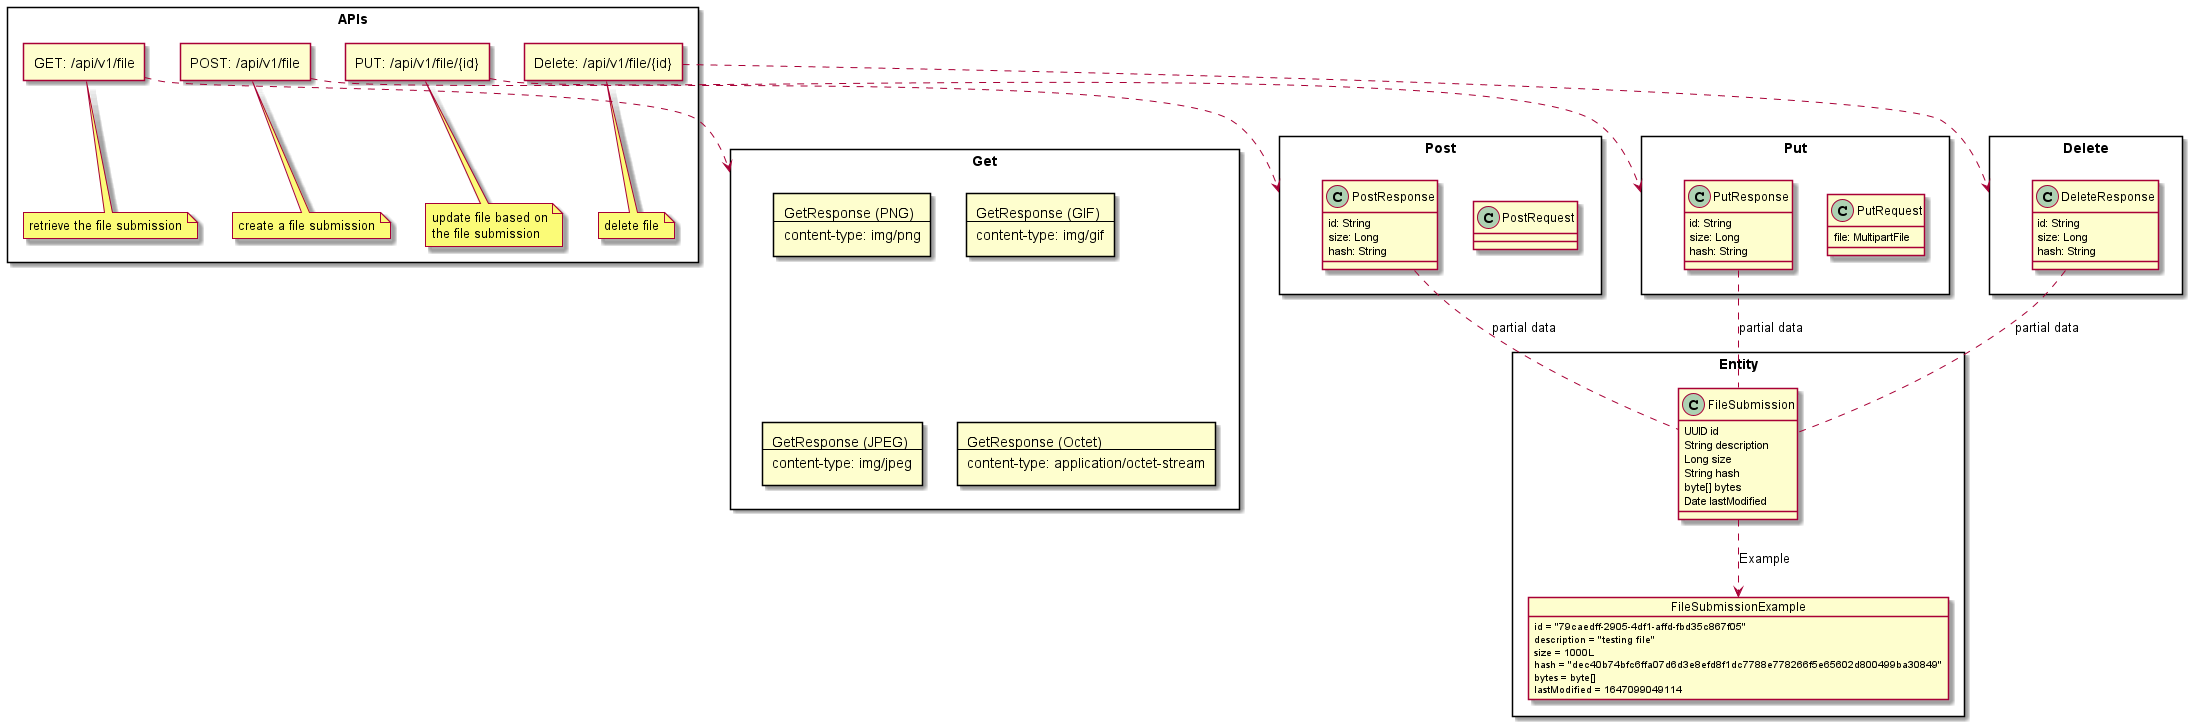 APIs
GET: /api/v1/file
POST: /api/v1/file
PUT: /api/v1/file/{id}
Delete: /api/v1/file/{id}
retrieve the file submission
create a file submission
update file based on
the file submission
delete file
Get
GetResponse (PNG)
content-type: img/png
GetResponse (GIF)
content-type: img/gif
GetResponse (JPEG)
content-type: img/jpeg
GetResponse (Octet)
content-type: application/octet-stream
Post
C PostResponse
id: String
size: Long
hash: String
C PostRequest
Put
C PutResponse
id: String
size: Long
hash: String
C PutRequest
file: MultipartFile
Delete
C DeleteResponse
id: String
size: Long
hash: String
partial data
partial data
partial data
Entity
C FileSubmission
UUID id
String description
Long size
String hash
byte[] bytes
Date lastModified
Example
FileSubmissionExample
id = "79caedff-2905-4df1-affd-fbd35c867f05"
description = "testing file"
size = 1000L
hash = "dec40b74bfc6ffa07d6d3e8efd8f1dc7788e778266f5e65602d800499ba30849"
bytes = byte[]
lastModified = 1647099049114